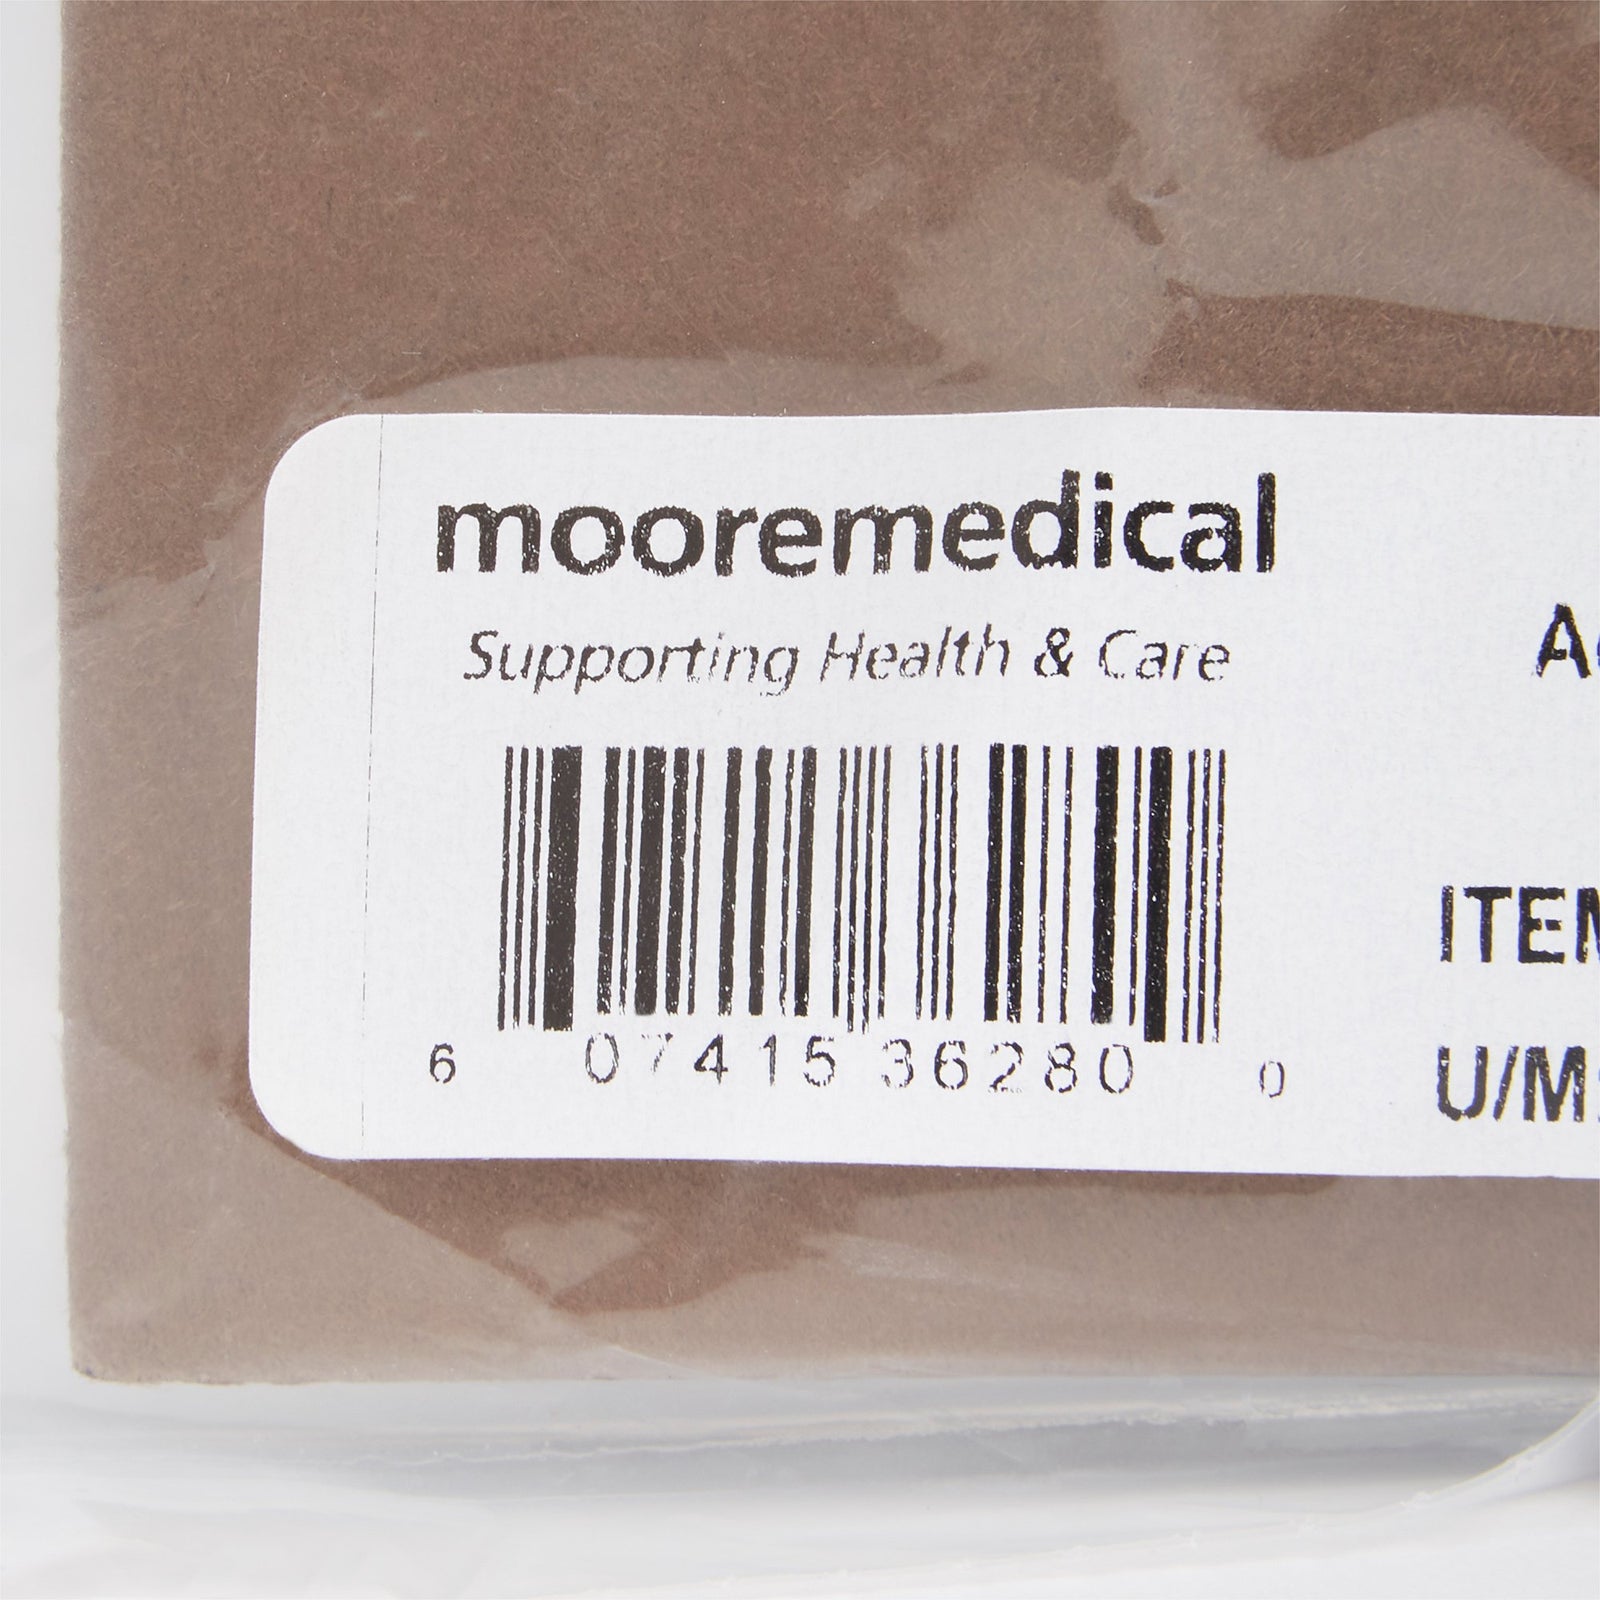 mooremedical
Supporting Health & Care
6 07415 36280 0
U/M: